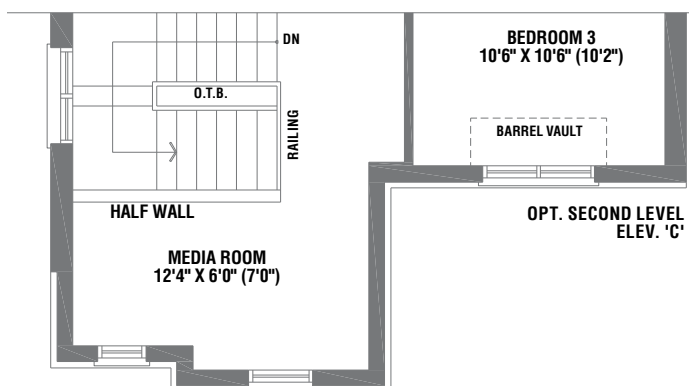 DN
BEDROOM 3
10'6" X 10'6" (10'2")
O.T.B.
RAILING
BARREL VAULT
HALF WALL
OPT. SECOND LEVEL
ELEV. 'C'
MEDIA ROOM
12'4" X 6'0" (7'0")